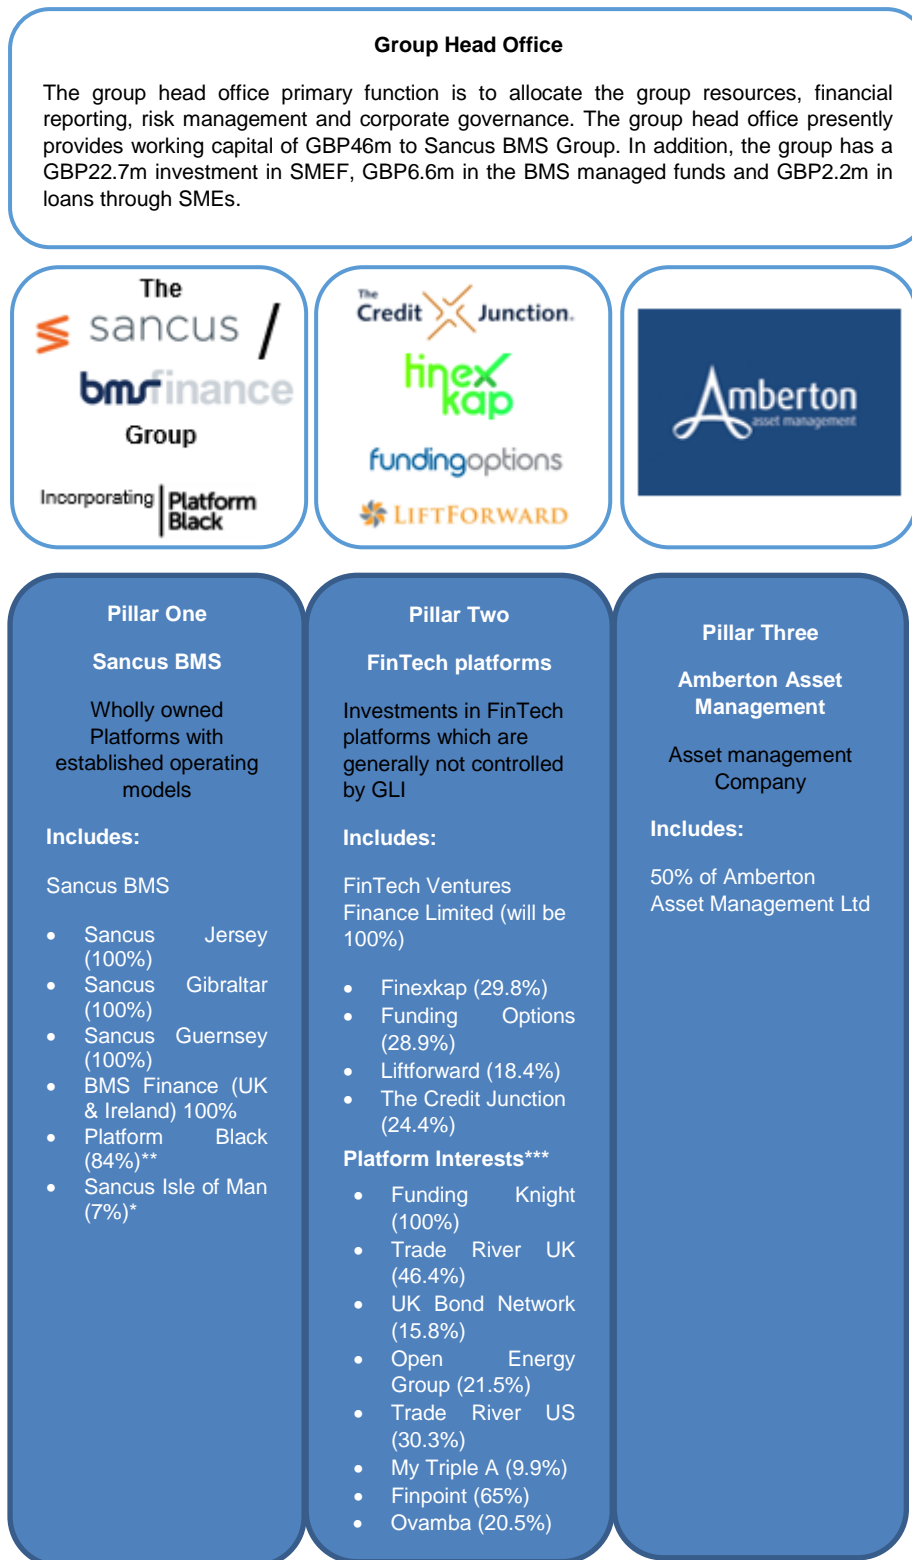 Group Head Office
The group head office primary function is to allocate the group resources, financial
reporting, risk management and corporate governance. The group head office presently
provides working capital of GBP46m to Sancus BMS Group. In addition, the group has a
GBP22.7m investment in SMEF, GBP6.6m in the BMS managed funds and GBP2.2m in
loans through SMEs.
The
sancus /
bmsfinance
Group
Incorporating Platform
Black
The
Credit Junction.
finex
kap
fundingoptions
LIFTFORWARD
Amberton
asset management
Pillar One
Sancus BMS
Wholly owned
Platforms with
established operating
models
Includes:
Sancus BMS
• Sancus Jersey
(100%)
• Sancus Gibraltar
(100%)
• Sancus Guernsey
(100%)
• BMS Finance (UK
& Ireland) 100%
• Platform Black
(84%)**
• Sancus Isle of Man
(7%)*
Pillar Two
FinTech platforms
Investments in FinTech
platforms which are
generally not controlled
by GLI
Includes:
FinTech Ventures
Finance Limited (will be
100%)
• Finexkap (29.8%)
• Funding Options
(28.9%)
• Liftforward (18.4%)
• The Credit Junction
(24.4%)
Platform Interests***
• Funding Knight
(100%)
• Trade River UK
(46.4%)
• UK Bond Network
(15.8%)
• Open Energy
Group (21.5%)
• Trade River US
(30.3%)
• My Triple A (9.9%)
• Finpoint (65%)
• Ovamba (20.5%)
Pillar Three
Amberton Asset
Management
Asset management
Company
Includes:
50% of Amberton
Asset Management Ltd